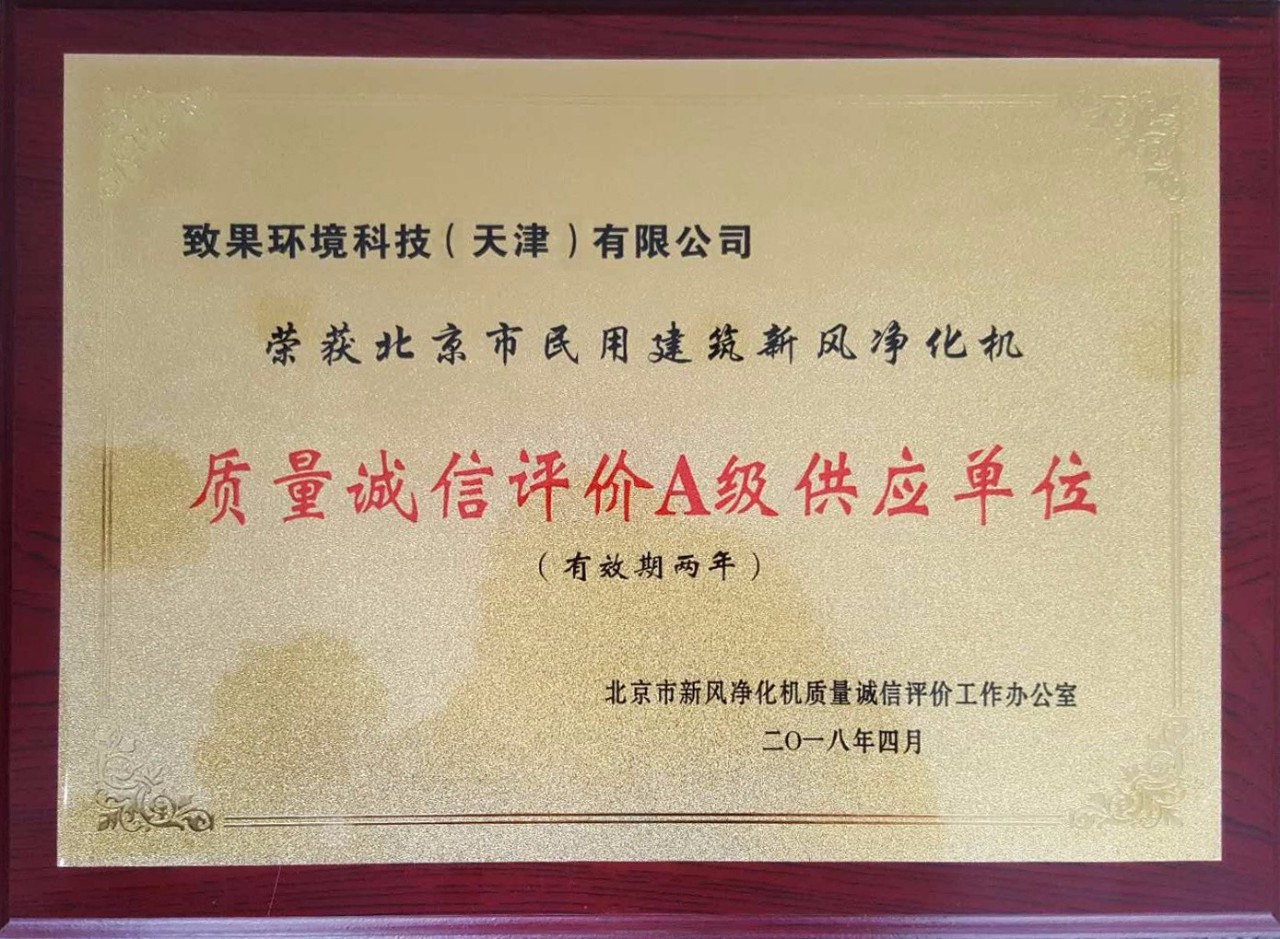 致果环境科技（天津）有限公司
荣获北京市民用建筑新风净化机
质量诚信评价A级供应单位
（有效期两年）
北京市新风净化机质量诚信评价工作办公室
二〇一八年四月